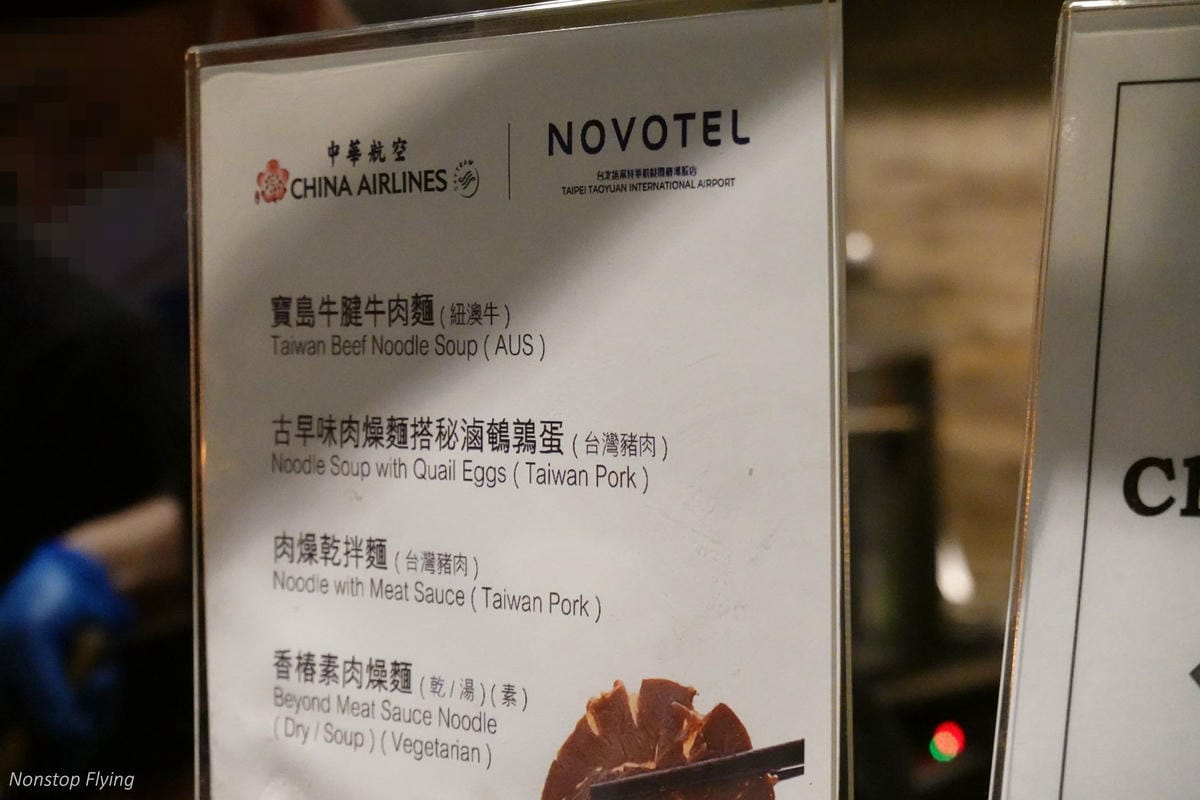 中華航空
CHINA AIRLINES
SKYTEAM
NOVOTEL
台北諾富特華航桃園機場飯店
TAIPEI TAOYUAN INTERNATIONAL AIRPORT
寶島牛腱牛肉麵 ( 紐澳牛 )
Taiwan Beef Noodle Soup ( AUS )
古早味肉燥麵搭秘滷鵪鶉蛋 ( 台灣豬肉 )
Noodle Soup with Quail Eggs ( Taiwan Pork )
肉燥乾拌麵 ( 台灣豬肉 )
Noodle with Meat Sauce ( Taiwan Pork )
香椿素肉燥麵 ( 乾 / 湯 ) ( 素 )
Beyond Meat Sauce Noodle
( Dry / Soup ) ( Vegetarian )
Nonstop Flying